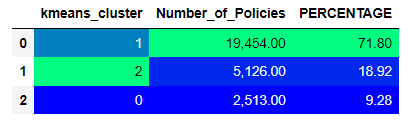 kmeans_cluster Number_of_Policies PERCENTAGE
0 1 19,454.00 71.80
1 2 5,126.00 18.92
2 0 2,513.00 9.28